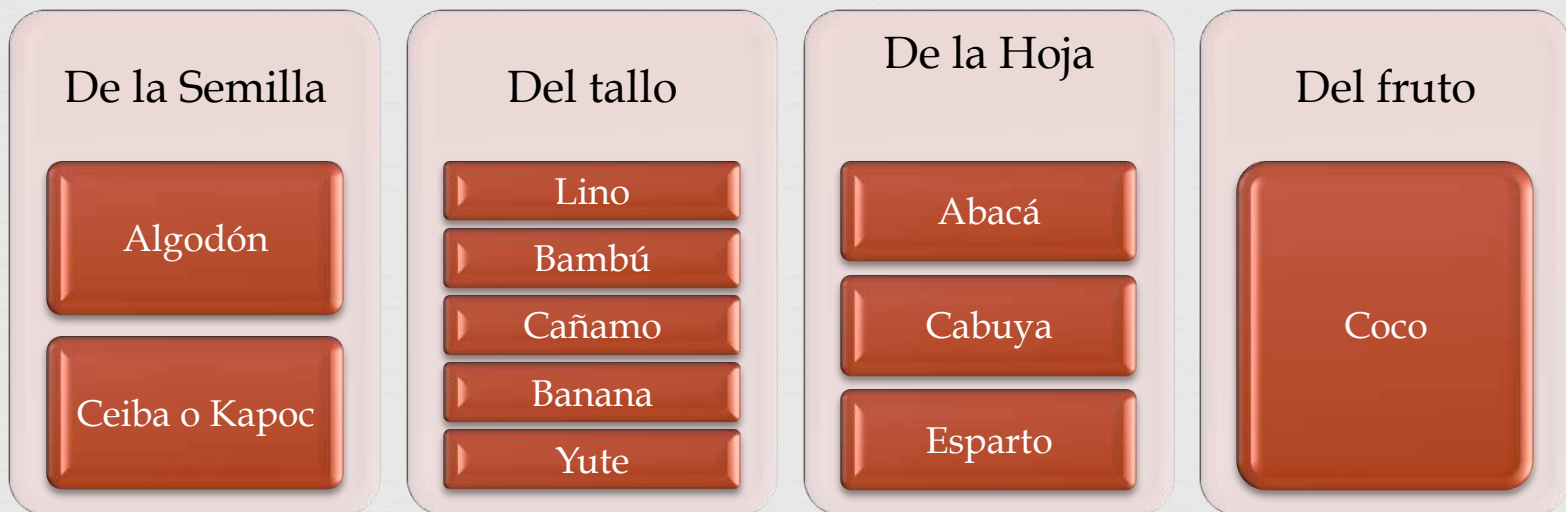 De la Semilla
Algodón
Ceiba o Kapoc
Del tallo
Lino
Bambú
Cañamo
Banana
Yute
De la Hoja
Abacá
Cabuya
Esparto
Del fruto
Coco